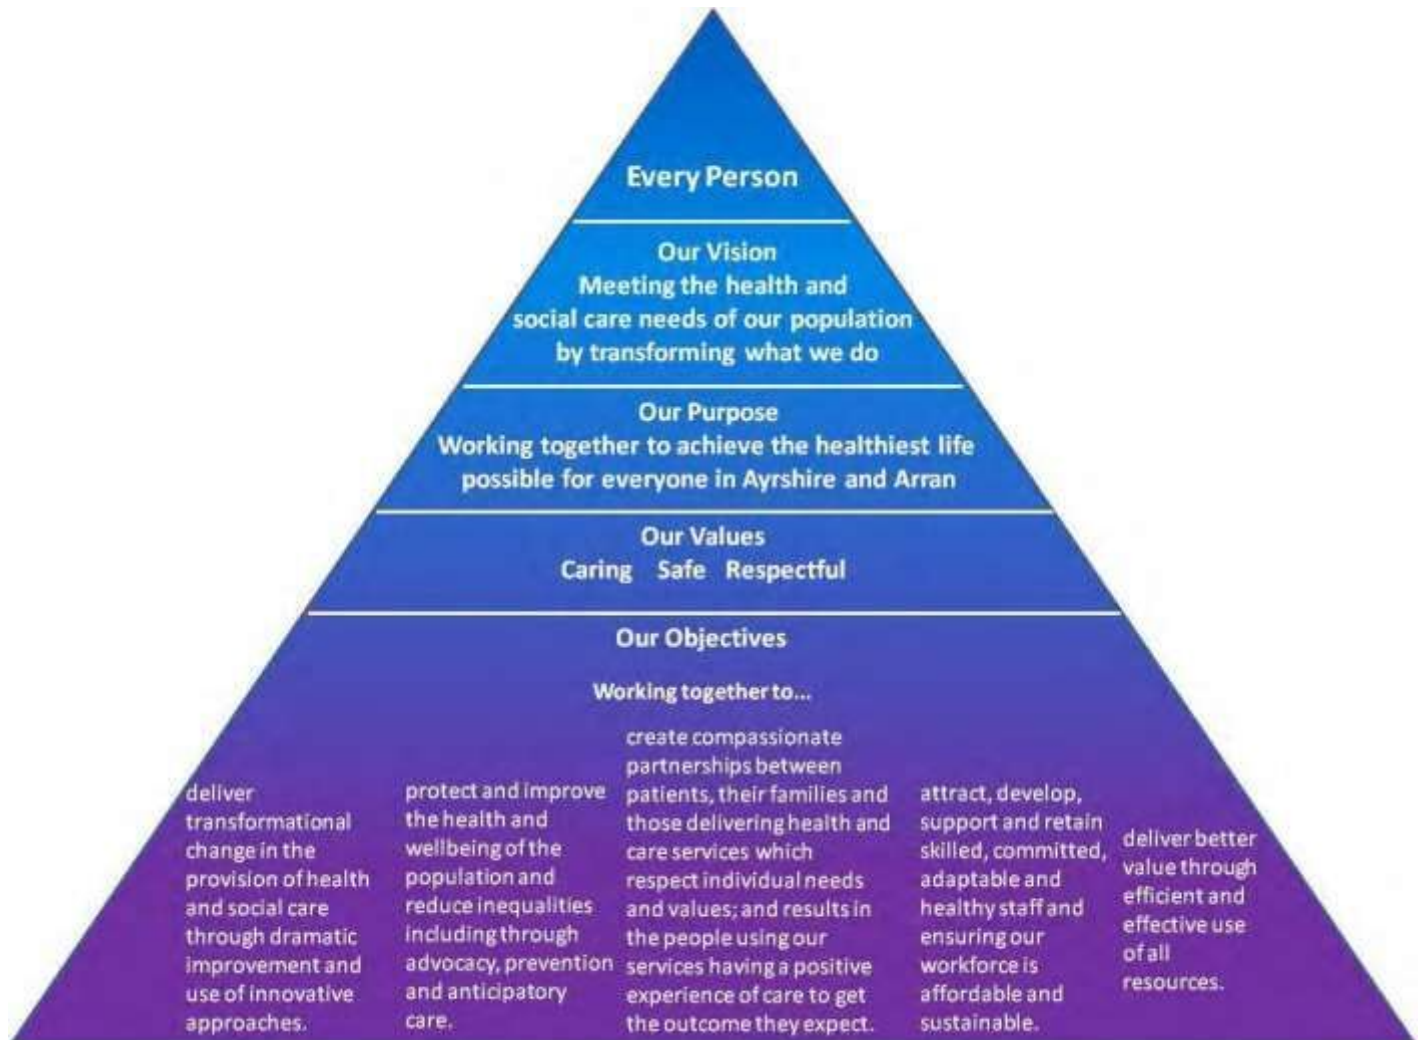 Every Person
Our Vision
Meeting the health and
social care needs of our population
by transforming what we do
Our Purpose
Working together to achieve the healthiest life
possible for everyone in Ayrshire and Arran
Our Values
Caring Safe Respectful
Our Objectives
Working together to...
deliver
transformational
change in the
provision of health
and social care
through dramatic
improvement and
use of innovative
approaches.
protect and improve
the health and
wellbeing of the
population and
reduce inequalities
including through
advocacy, prevention
and anticipatory
care.
create compassionate
partnerships between
patients, their families and
those delivering health and
care services which
respect individual needs
and values; and results in
the people using our
services having a positive
experience of care to get
the outcome they expect.
attract, develop,
support and retain
skilled, committed,
adaptable and
healthy staff and
ensuring our
workforce is
affordable and
sustainable.
deliver better
value through
efficient and
effective use
of all
resources.